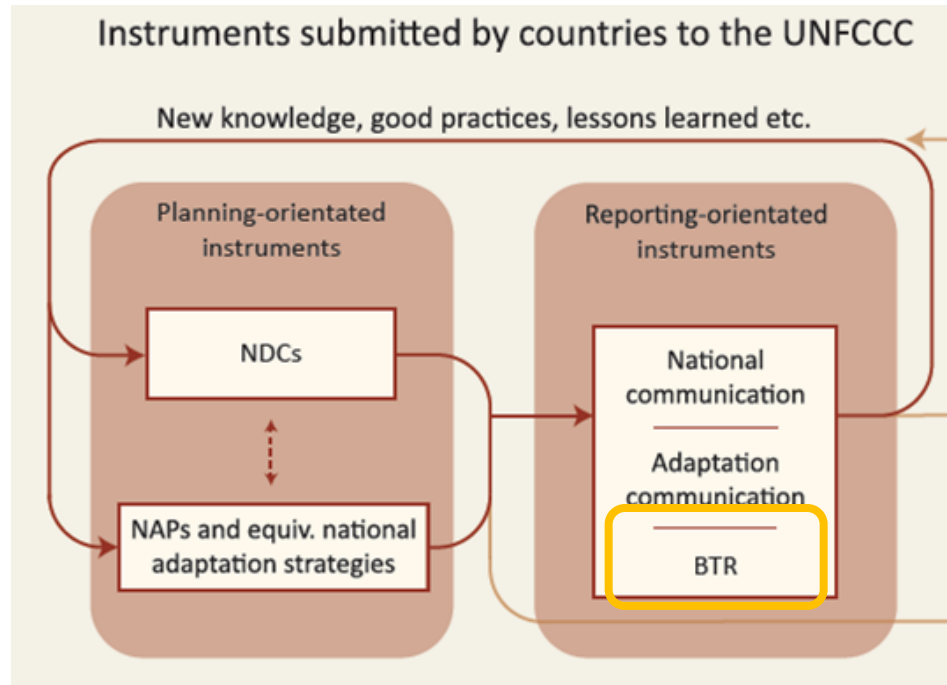 Instruments submitted by countries to the UNFCCC
New knowledge, good practices, lessons learned etc.
Planning-orientated
instruments
NDCs
NAPs and equiv. national
adaptation strategies
Reporting-orientated
instruments
National
communication
Adaptation
communication
BTR